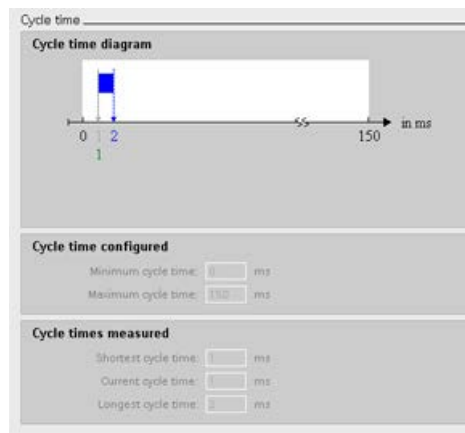 Cycle time
Cycle time diagram
in ms
0 1 2 150
1
Cycle time configured
Minimum cycle time: 0 ms
Maximum cycle time: 150 ms
Cycle times measured
Shortest cycle time: 1 ms
Current cycle time: 1 ms
Longest cycle time: 2 ms